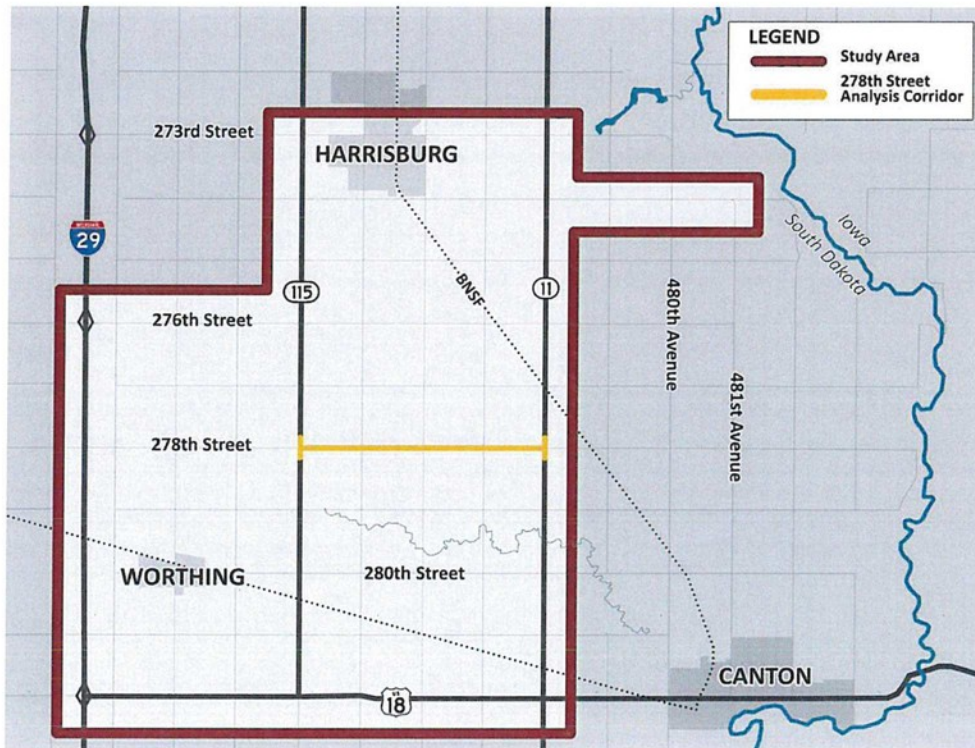 LEGEND
Study Area
278th Street
Analysis Corridor
273rd Street
HARRISBURG
Iowa
South Dakota
29
115
BNSF
11
480th Avenue
276th Street
481st Avenue
278th Street
280th Street
WORTHING
CANTON
18